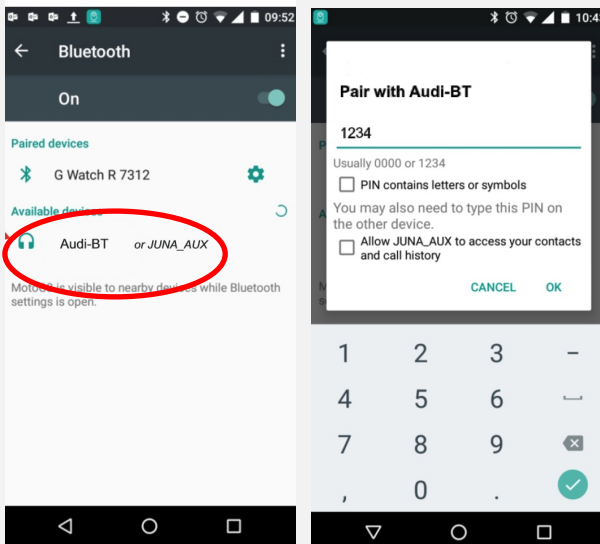 09:52
Bluetooth
On
Paired devices
G Watch R 7312
Available devices
Audi-BT or JUNA_AUX
is visible to nearby devices while Bluetooth
settings is open.
10:43
Pair with Audi-BT
1234
Usually 0000 or 1234
PIN contains letters or symbols
You may also need to type this PIN on
the other device.
Allow JUNA_AUX to access your contacts
and call history
CANCEL OK
1 2 3 -
4 5 6
7 8 9
, 0 .